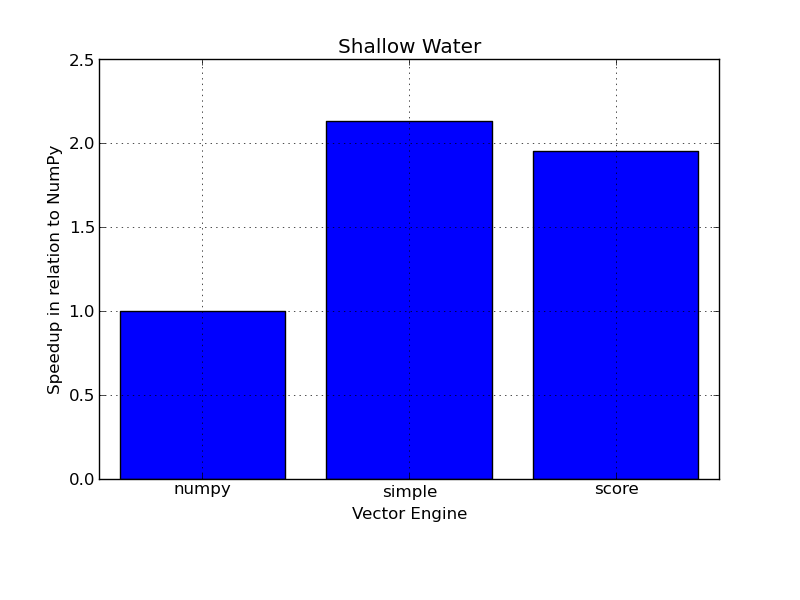 Shallow Water
Speedup in relation to NumPy
2.5
2.0
1.5
1.0
0.5
0.0
numpy simple score
Vector Engine